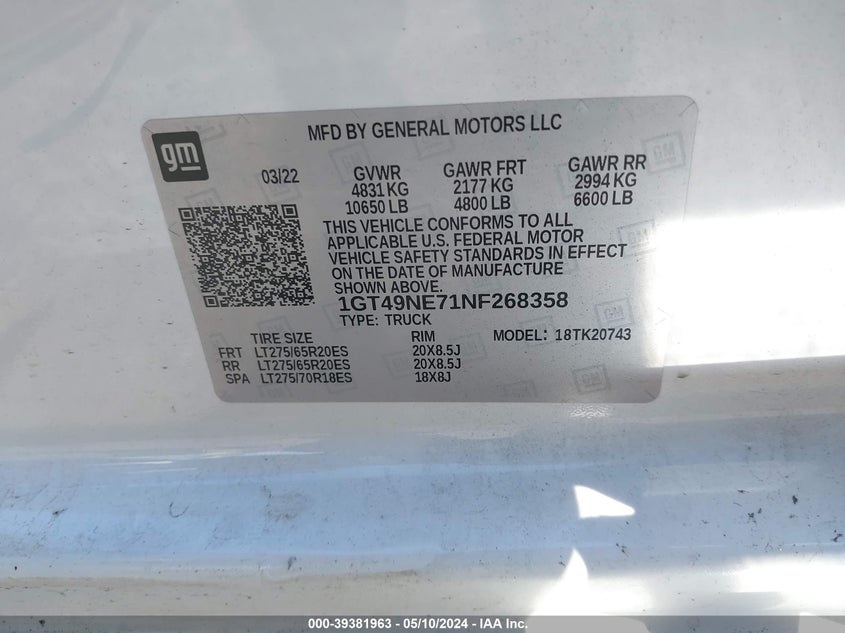 gm
MFD BY GENERAL MOTORS LLC
03/22 GVWR GAWR FRT GAWR RR
4831 KG 2177 KG 2994 KG
10650 LB 4800 LB 6600 LB
THIS VEHICLE CONFORMS TO ALL
APPLICABLE U.S. FEDERAL MOTOR
VEHICLE SAFETY STANDARDS IN EFFECT
ON THE DATE OF MANUFACTURE
SHOWN ABOVE.
1GT49NE71NF268358
TYPE: TRUCK MODEL: 18TK20743
TIRE SIZE RIM
FRT LT275/65R20ES 20X8.5J
RR LT275/65R20ES 20X8.5J
SPA LT275/70R18ES 18X8J
000-39381963 - 05/10/2024 - IAA Inc.